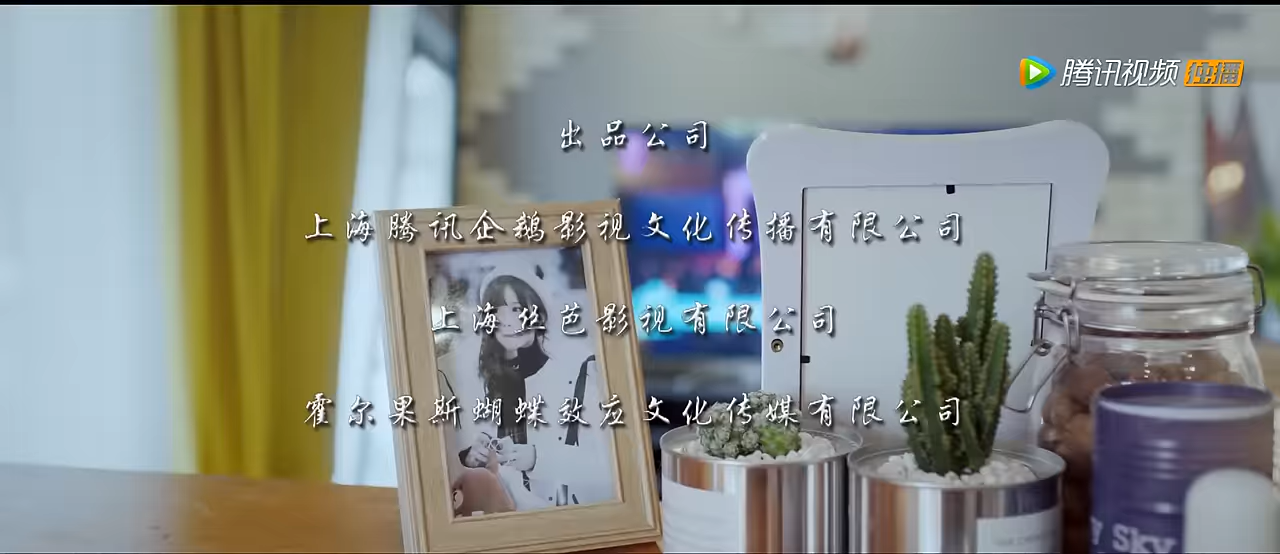 腾讯视频 独播
出品公司
上海腾讯企鹅影视文化传播有限公司
上海丝芭影视有限公司
霍尔果斯蝴蝶效应文化传媒有限公司
Sky